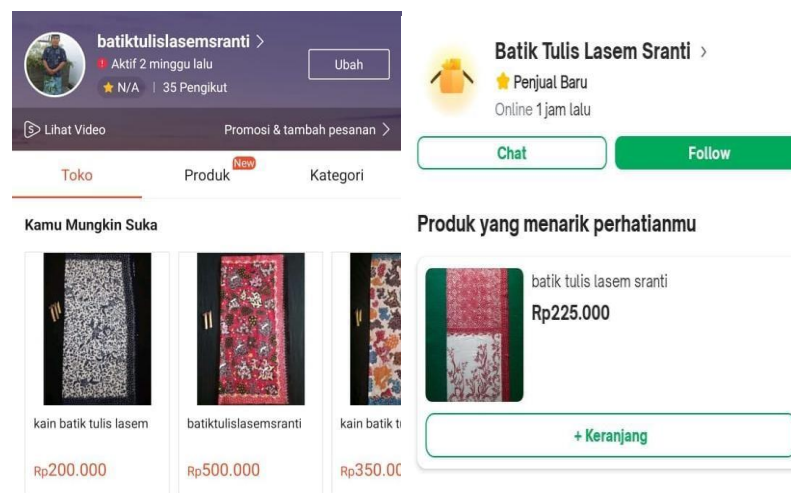 batiktulislasemsranti >
Aktif 2 minggu lalu
Ubah
N/A | 35 Pengikut
Lihat Video
Promosi & tambah pesanan >
Toko
Produk
New
Kategori
Kamu Mungkin Suka
kain batik tulis lasem
Rp200.000
batiktulislasemsranti
Rp500.000
kain batik
Rp350.00
Batik Tulis Lasem Sranti >
Penjual Baru
Online 1 jam lalu
Chat
Follow
Produk yang menarik perhatianmu
batik tulis lasem sranti
Rp225.000
+ Keranjang